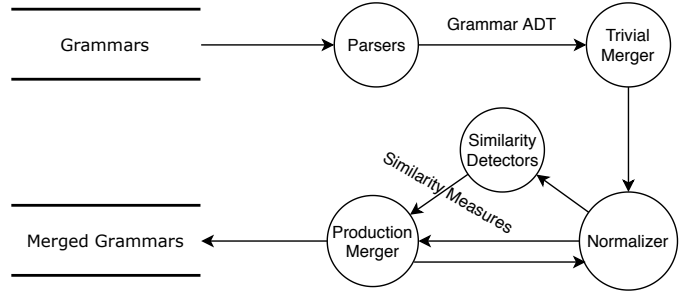 Grammars
Parsers
Grammar ADT
Trivial
Merger
Similarity
Detectors
Similarity Measures
Merged Grammars
Production
Merger
Normalizer